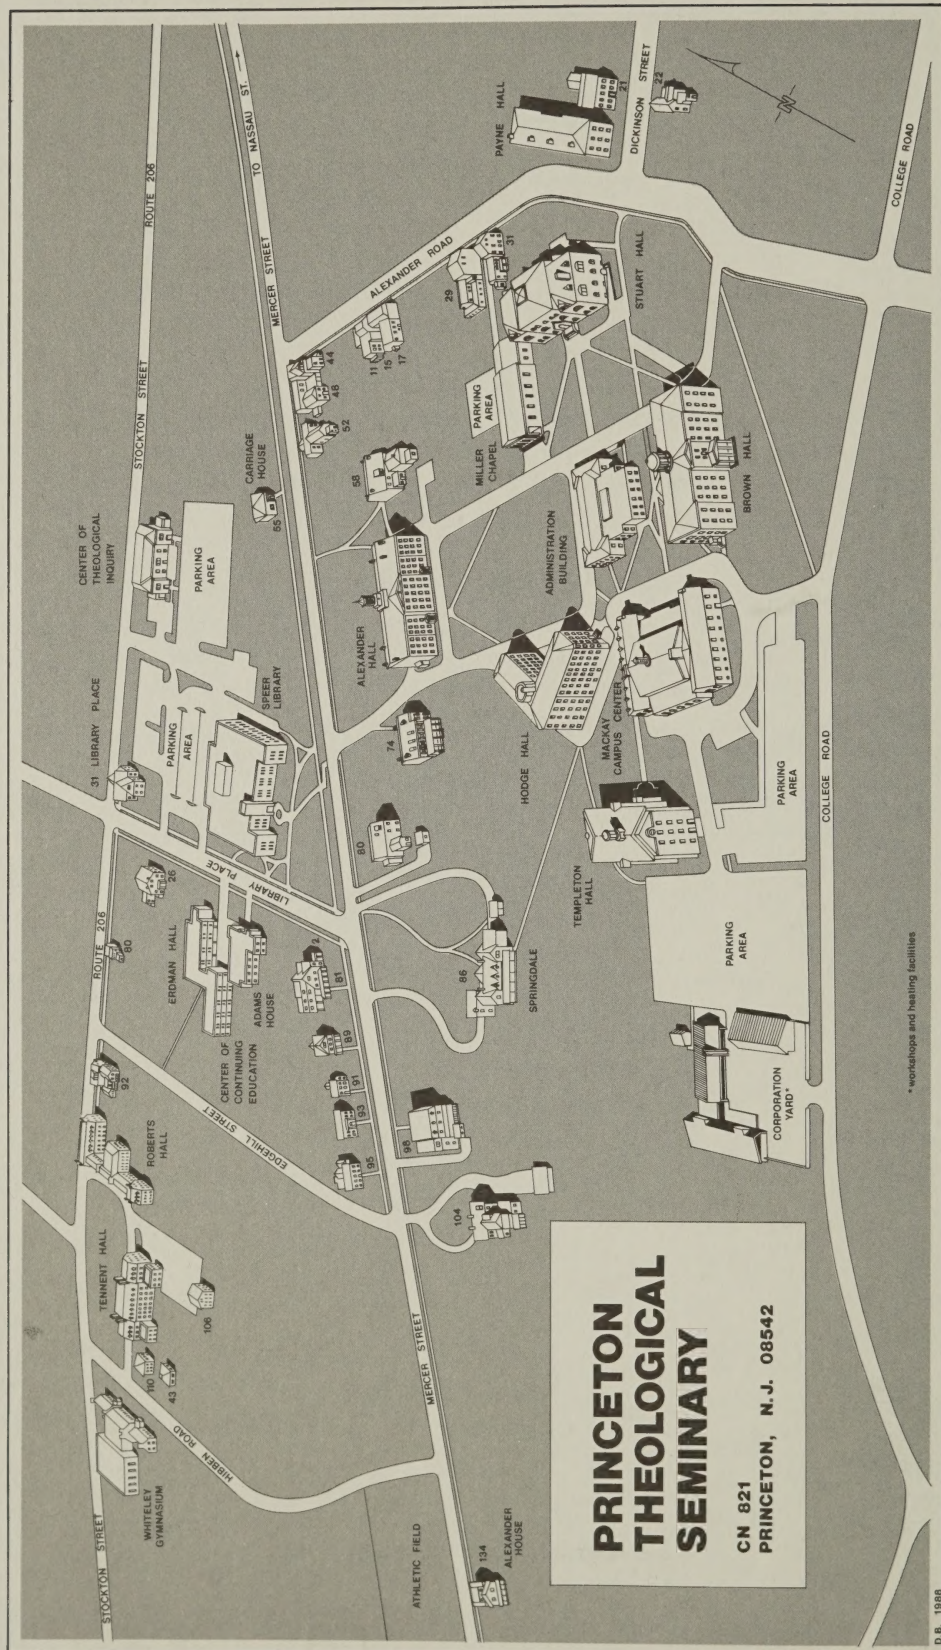 STOCKTON STREET
WHITELEY
GYMNASIUM
HIBBEN ROAD
110
43
TENNENT HALL
106
ROBERTS
HALL
92
ROUTE 206
80
31 LIBRARY PLACE
26
ERDMAN HALL
ADAMS
HOUSE
CENTER OF
CONTINUING
EDUCATION
EDGEHILL STREET
LIBRARY PLACE
PARKING
AREA
SPEER
LIBRARY
CENTER OF
THEOLOGICAL
INQUIRY
PARKING
AREA
STOCKTON STREET
ROUTE 206
CARRIAGE
HOUSE
55
MERCER STREET
TO NASSAU ST.
ATHLETIC FIELD
134
ALEXANDER
HOUSE
MERCER STREET
104
95
93
91
89
81
2
98
86
SPRINGDALE
80
74
ALEXANDER
HALL
58
52
48
44
11
15
17
ALEXANDER ROAD
29
31
PARKING
AREA
MILLER
CHAPEL
STUART HALL
PAYNE HALL
21
DICKINSON STREET
22
N
HODGE HALL
ADMINISTRATION
BUILDING
BROWN HALL
MACKAY
CAMPUS CENTER
TEMPLETON
HALL
PARKING
AREA
PARKING
AREA
CORPORATION
YARD*
COLLEGE ROAD
COLLEGE ROAD
PRINCETON
THEOLOGICAL
SEMINARY
CN 821
PRINCETON, N.J. 08542
* workshops and heating facilities
1988